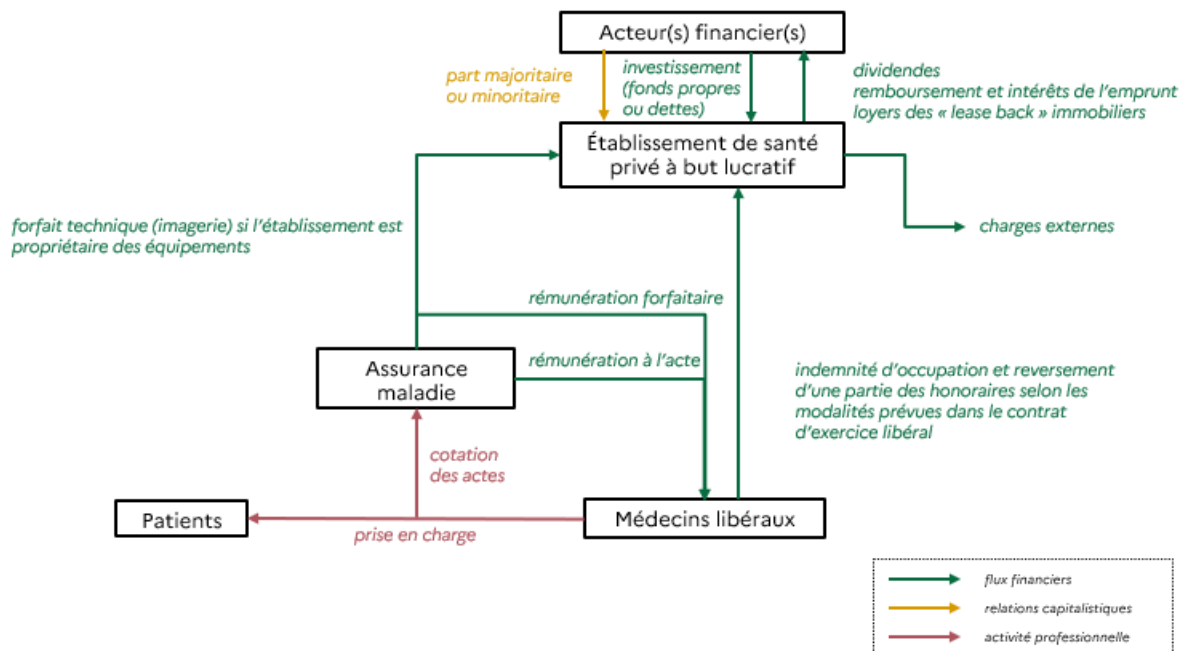 Acteur(s) financier(s)
part majoritaire
ou minoritaire
investissement
(fonds propres
ou dettes)
dividendes
remboursement et intérêts de l'emprunt
loyers des « lease back » immobiliers
Établissement de santé
privé à but lucratif
forfait technique (imagerie) si l'établissement est
propriétaire des équipements
charges externes
rémunération forfaitaire
Assurance
maladie
rémunération à l'acte
indemnité d'occupation et reversement
d'une partie des honoraires selon les
modalités prévues dans le contrat
d'exercice libéral
cotation
des actes
Patients
prise en charge
Médecins libéraux
flux financiers
relations capitalistiques
activité professionnelle